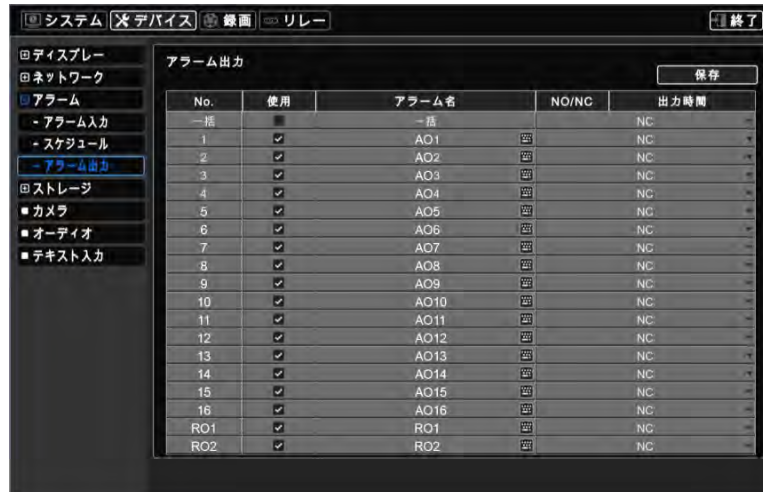 システム デバイス 録画 リレー 終了
ディスプレー
ネットワーク
アラーム
- アラーム入力
- スケジュール
- アラーム出力
ストレージ
カメラ
オーディオ
テキスト入力
アラーム出力
保存
No. 使用 アラーム名 NO/NC 出力時間
一括 一括 NC
1 AO1 NC
2 AO2 NC
3 AO3 NC
4 AO4 NC
5 AO5 NC
6 AO6 NC
7 AO7 NC
8 AO8 NC
9 AO9 NC
10 AO10 NC
11 AO11 NC
12 AO12 NC
13 AO13 NC
14 AO14 NC
15 AO15 NC
16 AO16 NC
RO1 RO1 NC
RO2 RO2 NC